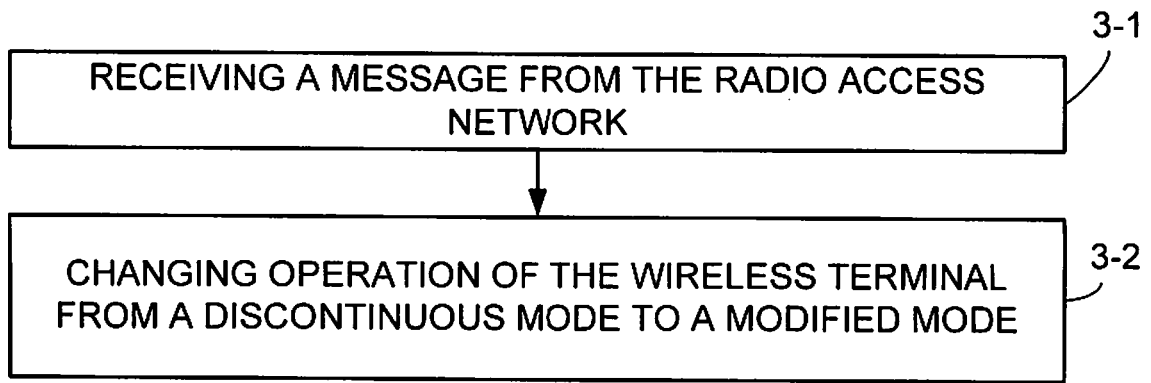 3-1
RECEIVING A MESSAGE FROM THE RADIO ACCESS
NETWORK
3-2
CHANGING OPERATION OF THE WIRELESS TERMINAL
FROM A DISCONTINUOUS MODE TO A MODIFIED MODE